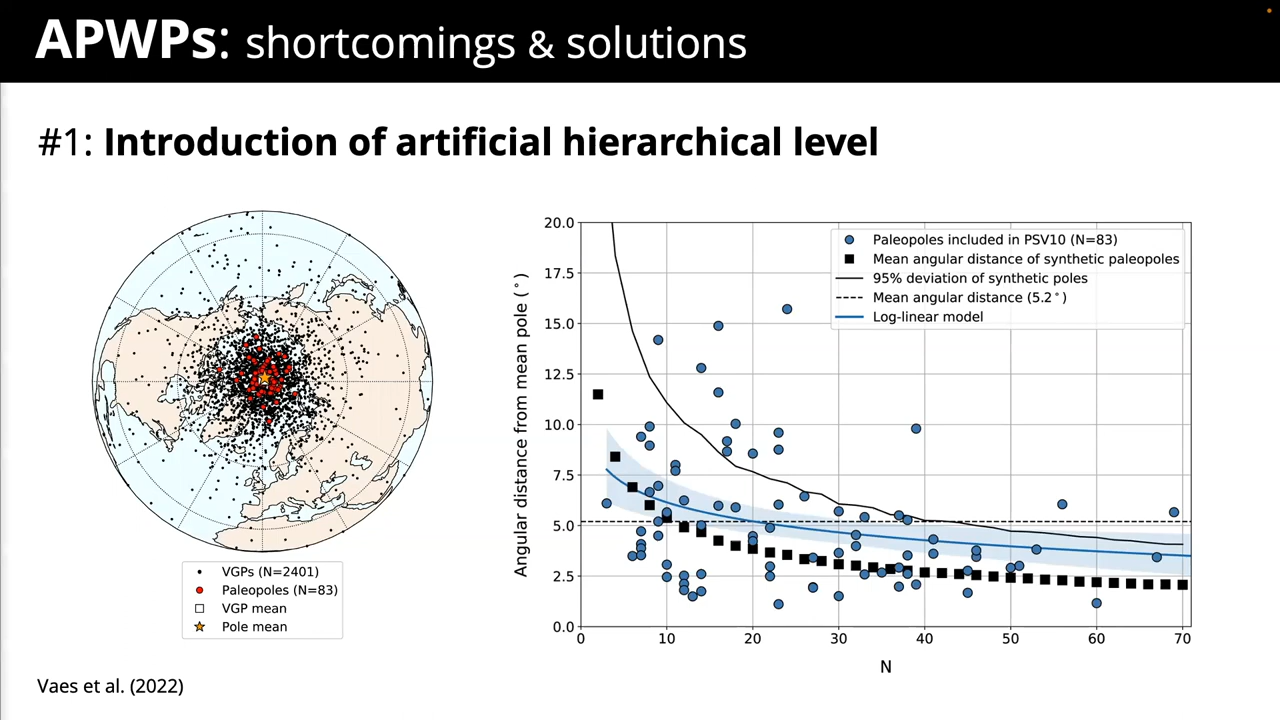 APWPs: shortcomings & solutions
#1: Introduction of artificial hierarchical level
VGPs (N=2401)
Paleopoles (N=83)
VGP mean
Pole mean
Vaes et al. (2022)
Angular distance from mean pole (°)
20.0
17.5
15.0
12.5
10.0
7.5
5.0
2.5
0.0
Paleopoles included in PSV10 (N=83)
Mean angular distance of synthetic paleopoles
95% deviation of synthetic poles
Mean angular distance (5.2°)
Log-linear model
0 10 20 30 40 50 60 70
N